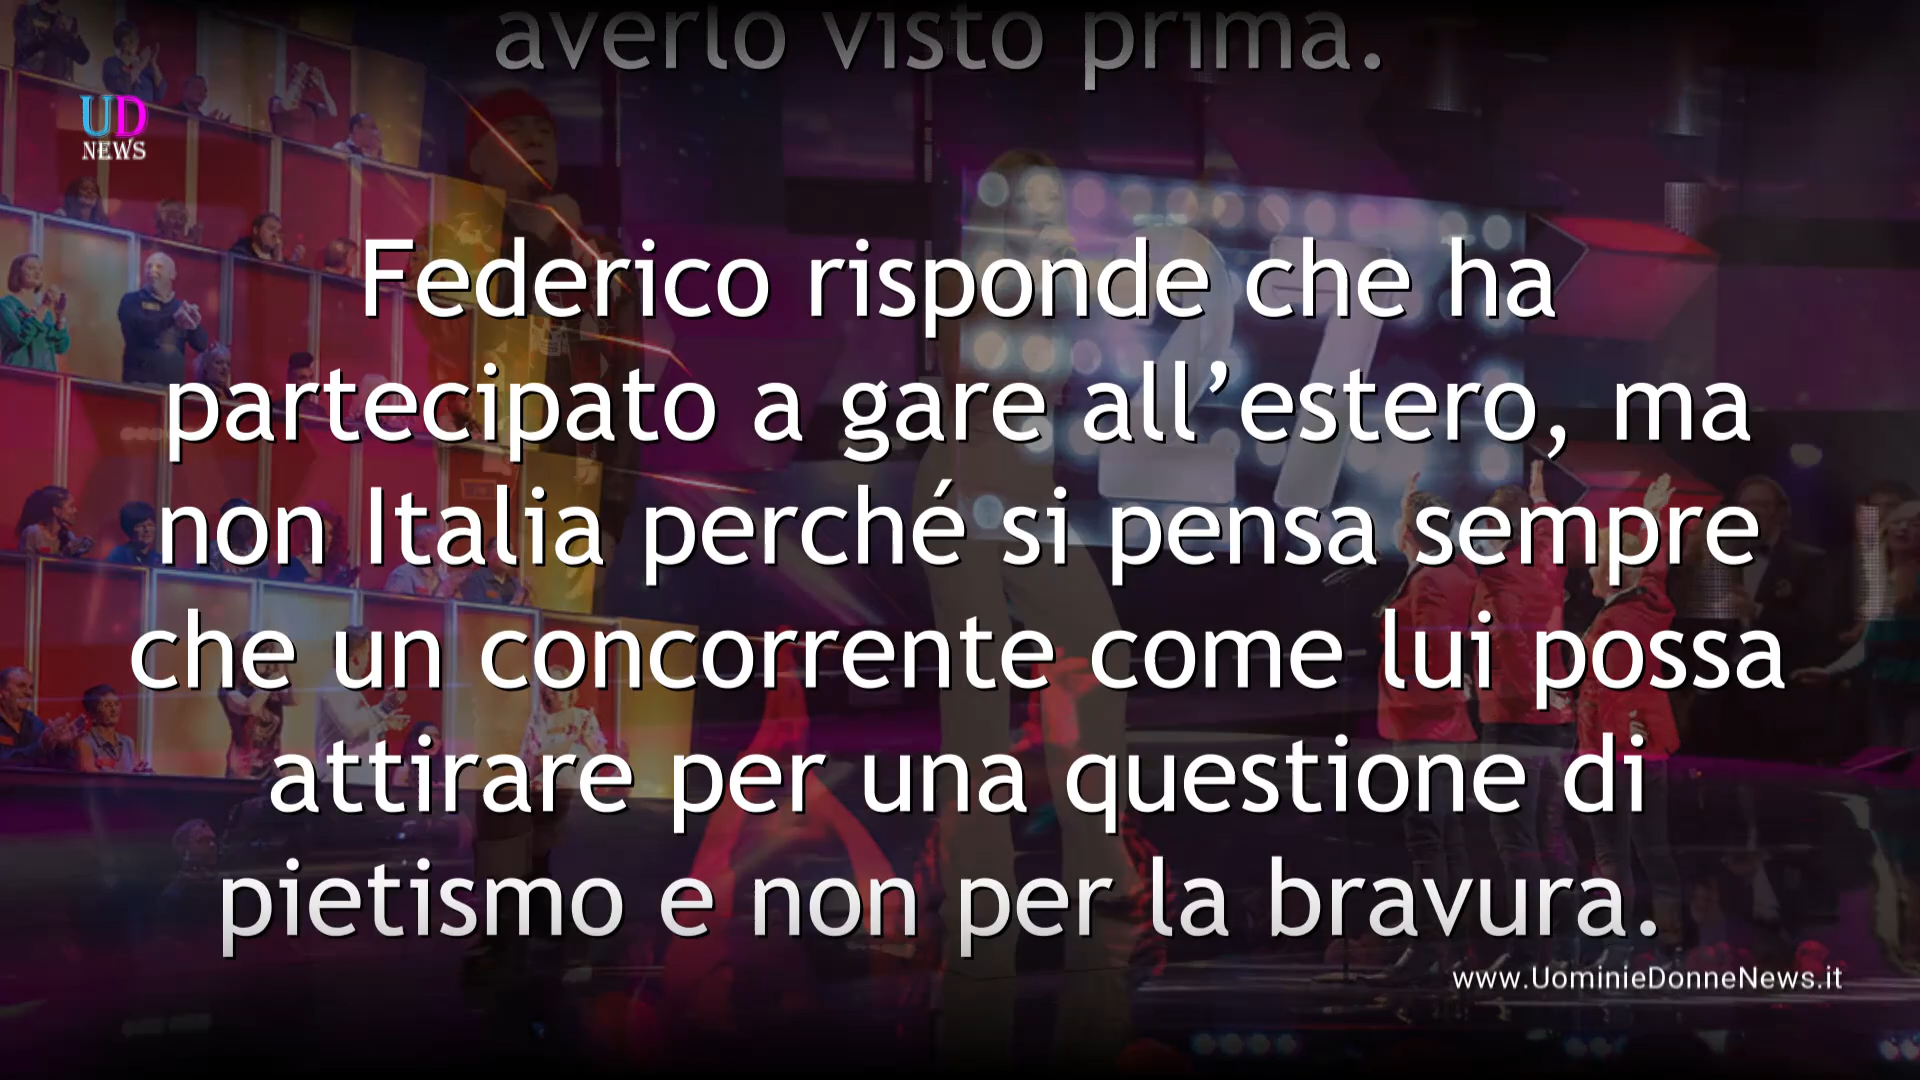 averlo visto prima.
UD
NEWS
27
Federico risponde che ha
partecipato a gare all’estero, ma
non Italia perché si pensa sempre
che un concorrente come lui possa
attirare per una questione di
pietismo e non per la bravura.
www.UominieDonneNews.it